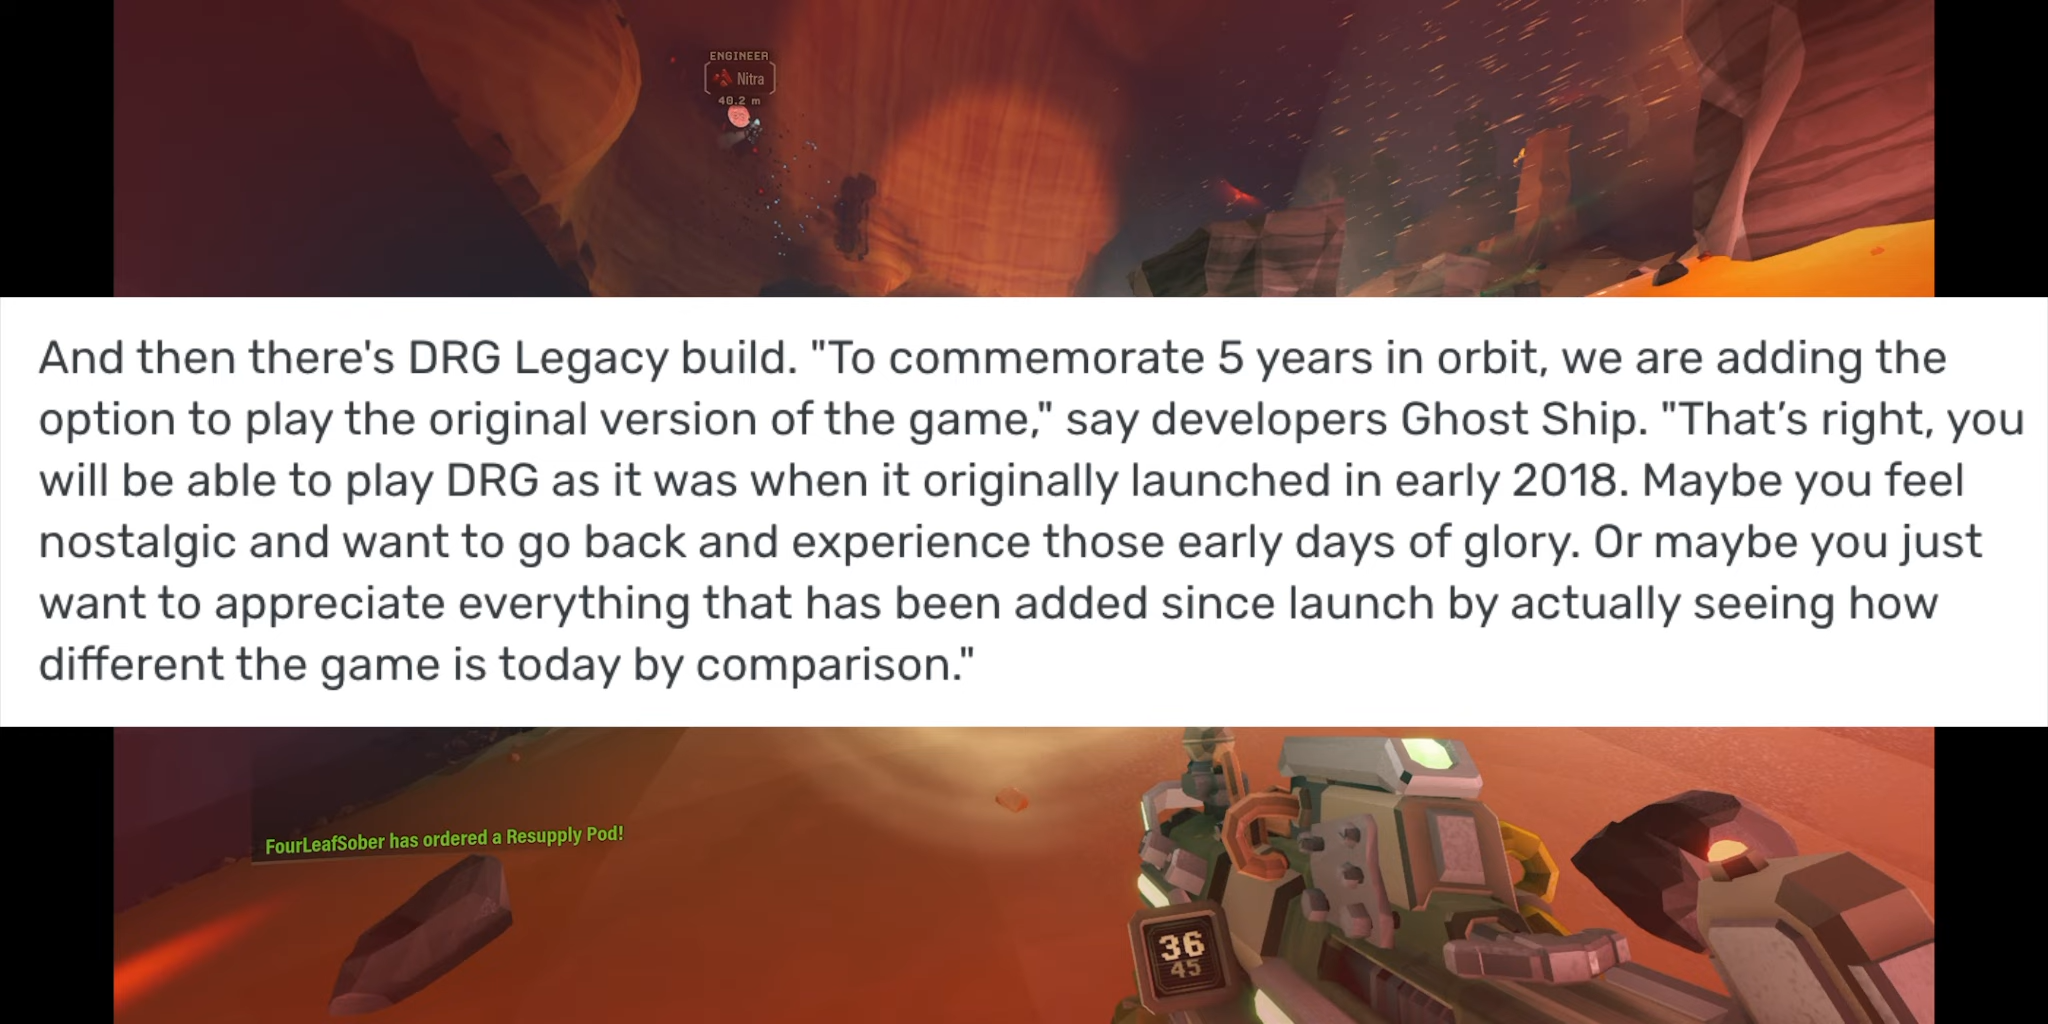 ENGINEER
Nitra
40.2 m
And then there's DRG Legacy build. "To commemorate 5 years in orbit, we are adding the
option to play the original version of the game," say developers Ghost Ship. "That’s right, you
will be able to play DRG as it was when it originally launched in early 2018. Maybe you feel
nostalgic and want to go back and experience those early days of glory. Or maybe you just
want to appreciate everything that has been added since launch by actually seeing how
different the game is today by comparison."
FourLeafSober has ordered a Resupply Pod!
36
45